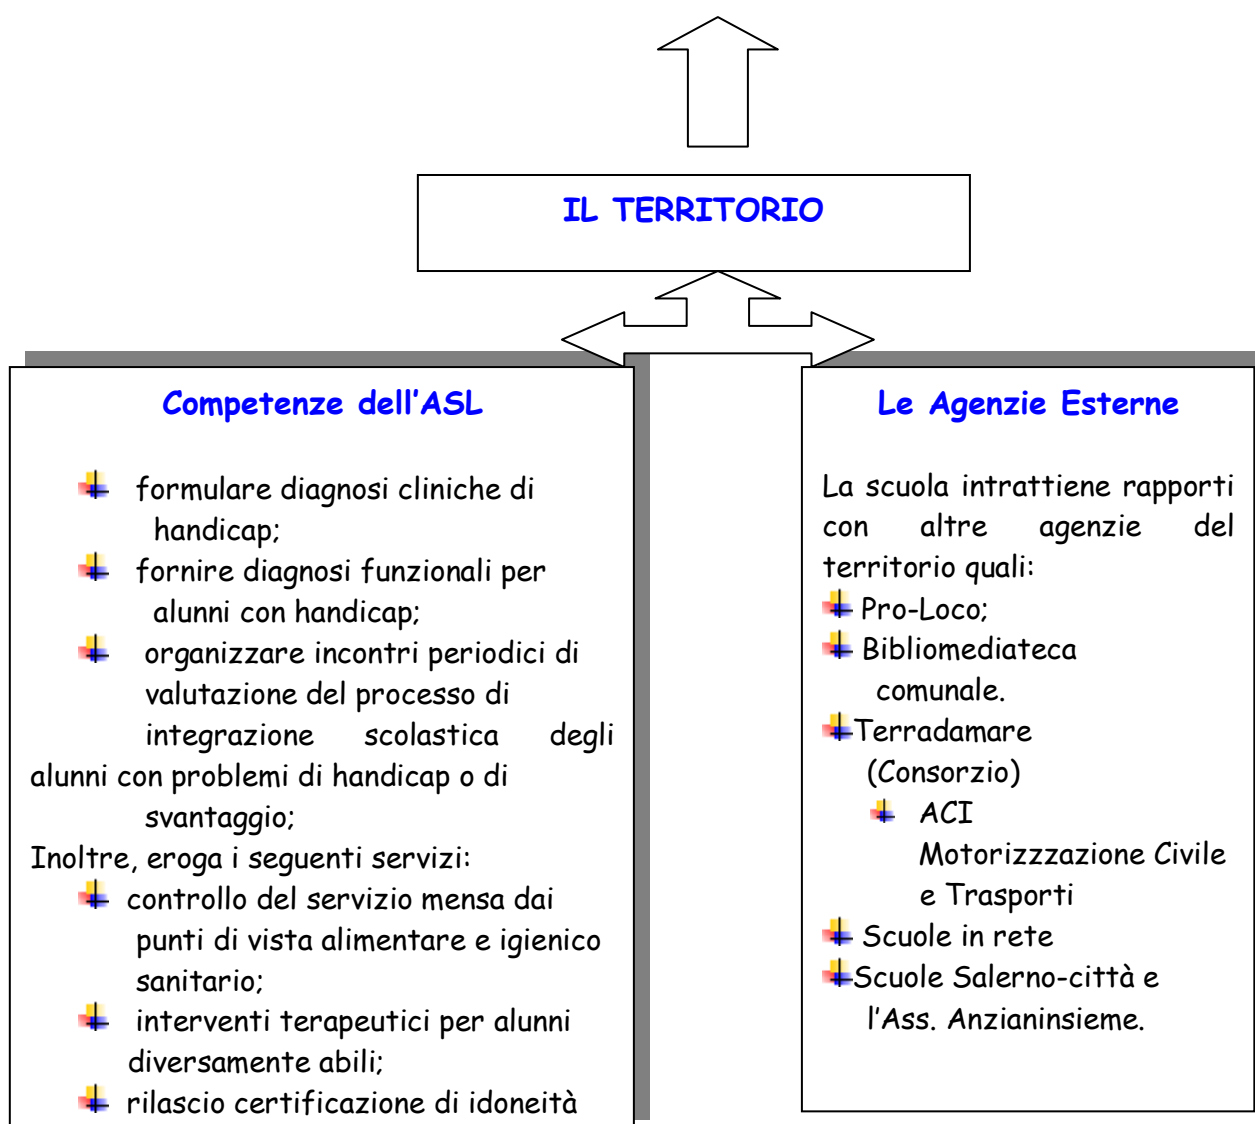 IL TERRITORIO
Competenze dell'ASL
formulare diagnosi cliniche di
handicap;
fornire diagnosi funzionali per
alunni con handicap;
organizzare incontri periodici di
valutazione del processo di
integrazione scolastica degli
alunni con problemi di handicap o di
svantaggio;
Inoltre, eroga i seguenti servizi:
controllo del servizio mensa dai
punti di vista alimentare e igienico
sanitario;
interventi terapeutici per alunni
diversamente abili;
rilascio certificazione di idoneità
Le Agenzie Esterne
La scuola intrattiene rapporti
con altre agenzie del
territorio quali:
Pro-Loco;
Bibliomediateca
comunale.
Terradamare
(Consorzio)
ACI
Motorizzzazione Civile
e Trasporti
Scuole in rete
Scuole Salerno-città e
l'Ass. Anzianinsieme.